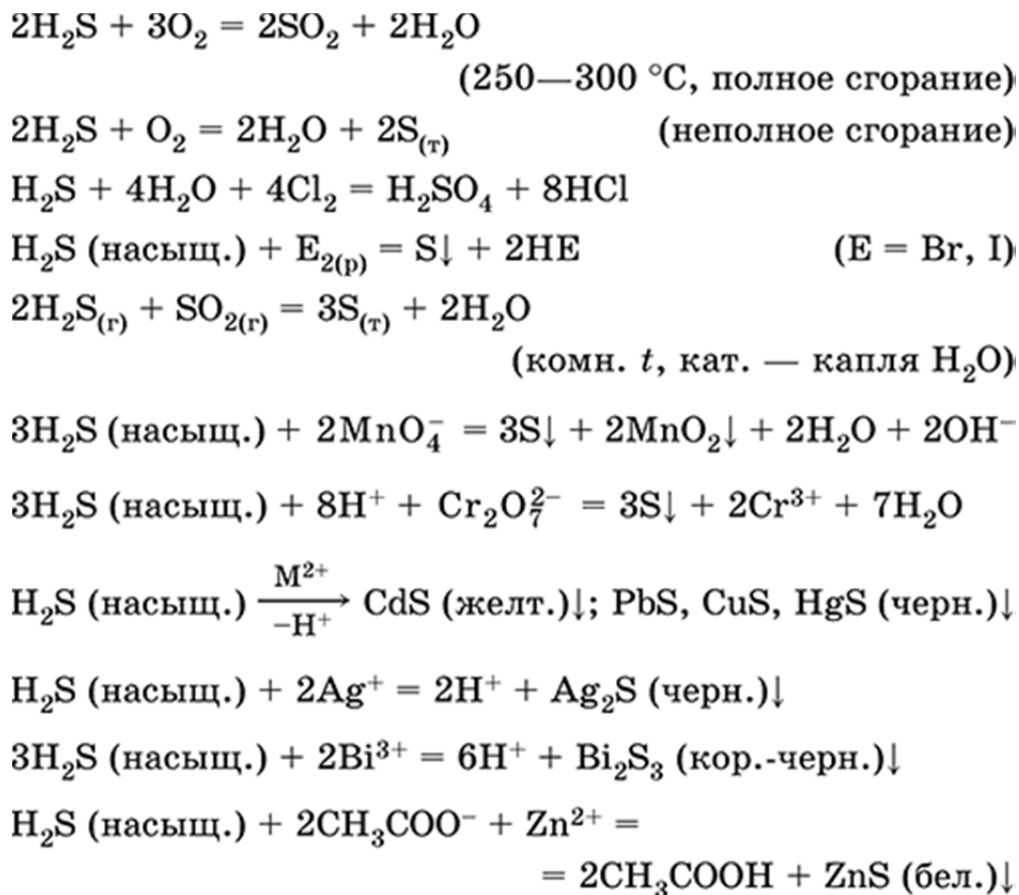 2H₂S + 3O₂ = 2SO₂ + 2H₂O
(250—300 °C, полное сгорание)
2H₂S + O₂ = 2H₂O + 2S₍т₎ (неполное сгорание)
H₂S + 4H₂O + 4Cl₂ = H₂SO₄ + 8HCl
H₂S (насыщ.) + E₂₍р₎ = S↓ + 2HE (E = Br, I)
2H₂S₍г₎ + SO₂₍г₎ = 3S₍т₎ + 2H₂O
(комн. t, кат. — капля H₂O)
3H₂S (насыщ.) + 2MnO₄⁻ = 3S↓ + 2MnO₂↓ + 2H₂O + 2OH⁻
3H₂S (насыщ.) + 8H⁺ + Cr₂O₇²⁻ = 3S↓ + 2Cr³⁺ + 7H₂O
M²⁺
H₂S (насыщ.) ⟶ CdS (желт.)↓; PbS, CuS, HgS (черн.)↓
−H⁺
H₂S (насыщ.) + 2Ag⁺ = 2H⁺ + Ag₂S (черн.)↓
3H₂S (насыщ.) + 2Bi³⁺ = 6H⁺ + Bi₂S₃ (кор.-черн.)↓
H₂S (насыщ.) + 2CH₃COO⁻ + Zn²⁺ =
= 2CH₃COOH + ZnS (бел.)↓